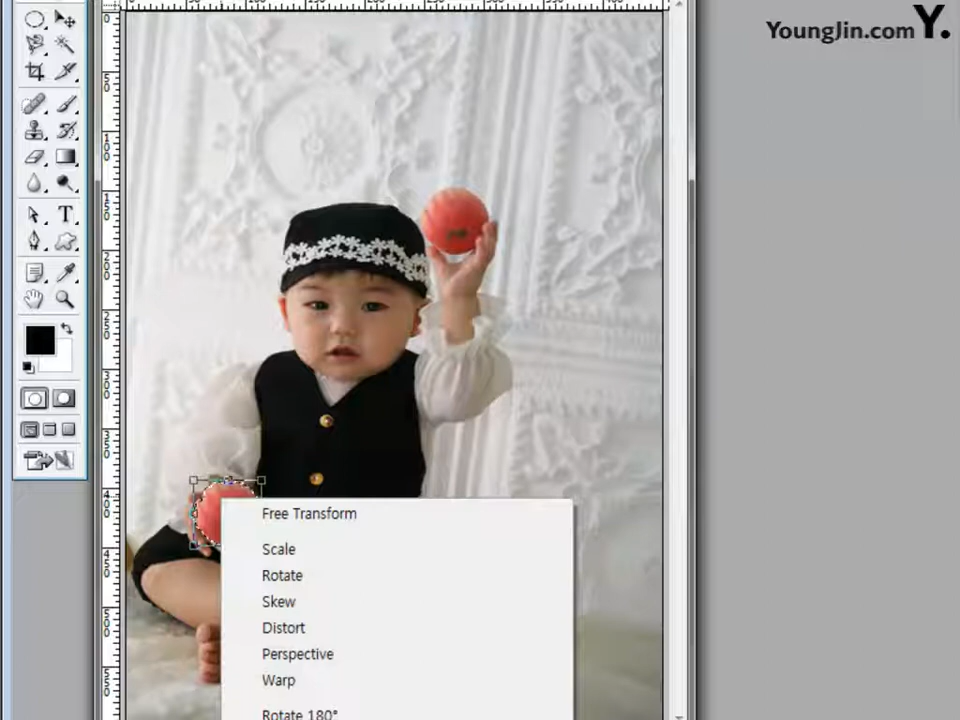 YoungJin.com Y.
Free Transform
Scale
Rotate
Skew
Distort
Perspective
Warp
Rotate 180°